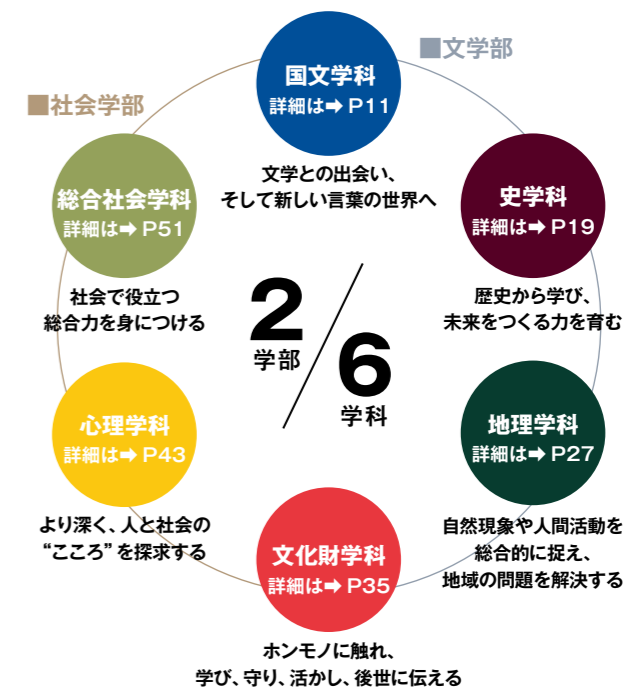 ■文学部
国文学科
詳細は➡ P11
文学との出会い、
そして新しい言葉の世界へ
史学科
詳細は➡ P19
歴史から学び、
未来をつくる力を育む
地理学科
詳細は➡ P27
自然現象や人間活動を
総合的に捉え、
地域の問題を解決する
文化財学科
詳細は➡ P35
ホンモノに触れ、
学び、守り、活かし、後世に伝える
■社会学部
総合社会学科
詳細は➡ P51
社会で役立つ
総合力を身につける
心理学科
詳細は➡ P43
より深く、人と社会の
“こころ”を探求する
2
学部
6
学科